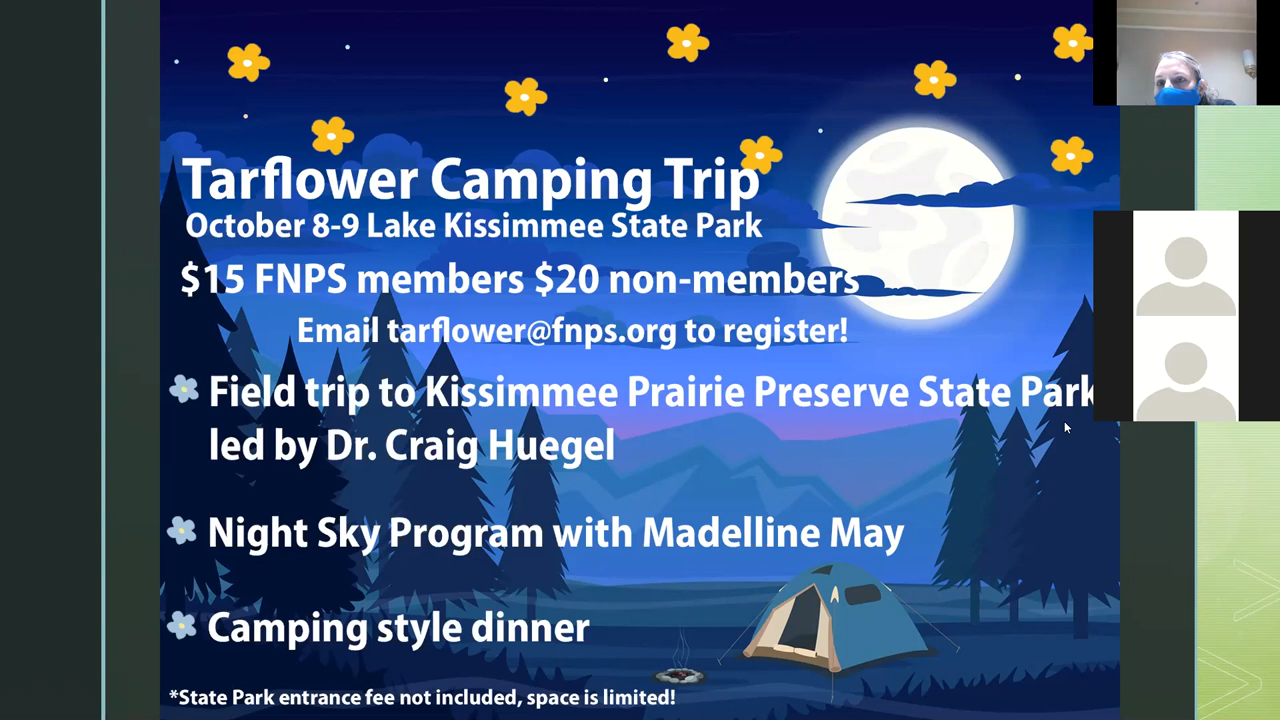 Tarflower Camping Trip
October 8-9 Lake Kissimmee State Park
$15 FNPS members $20 non-members
Email tarflower@fnps.org to register!
Field trip to Kissimmee Prairie Preserve State Park
led by Dr. Craig Huegel
Night Sky Program with Madelline May
Camping style dinner
*State Park entrance fee not included, space is limited!